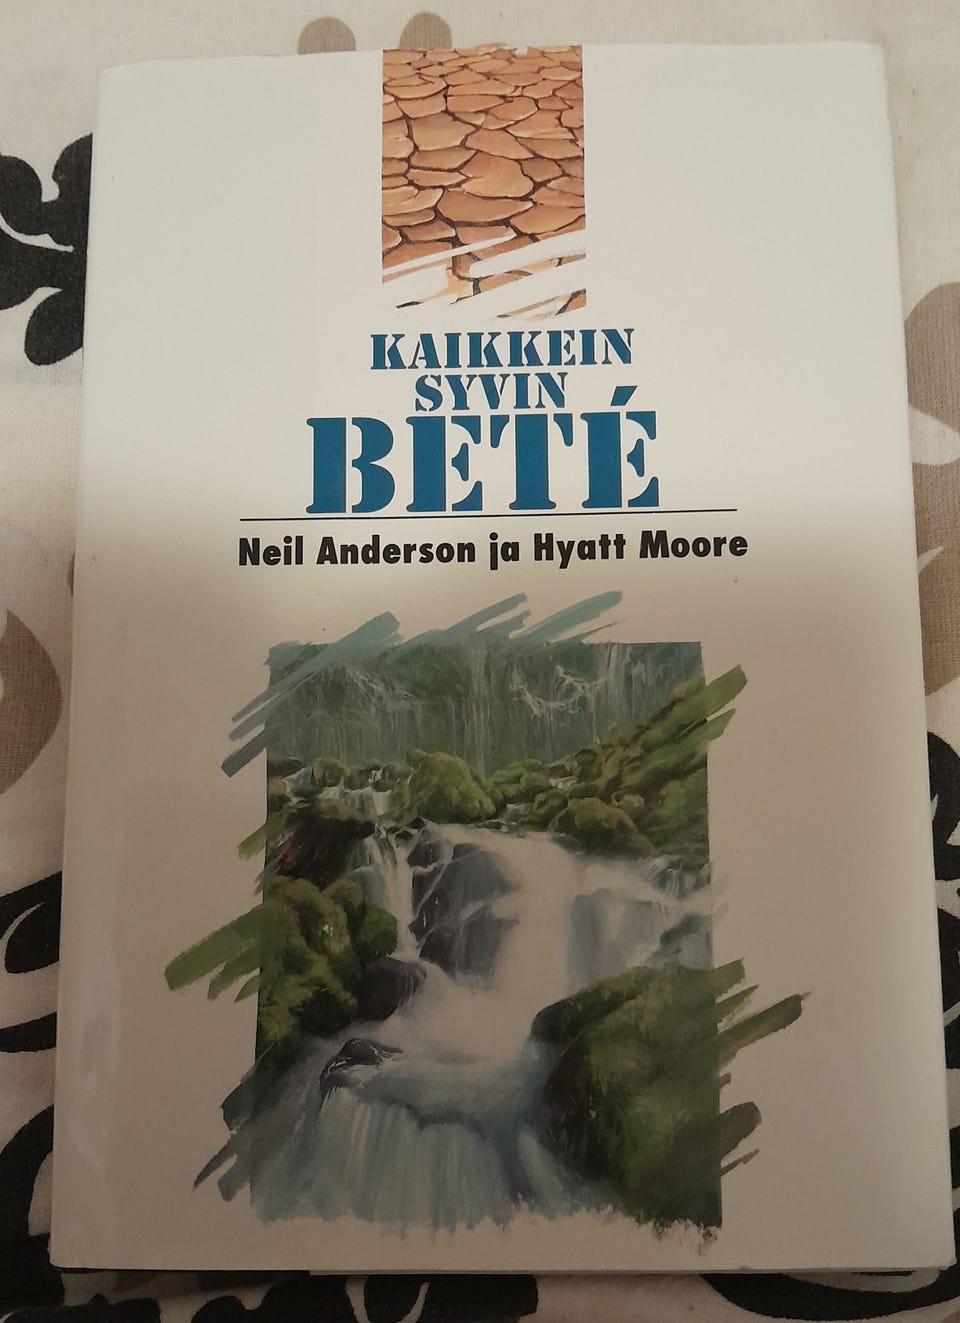 KAIKKEIN
SYVIN
BETÉ
Neil Anderson ja Hyatt Moore